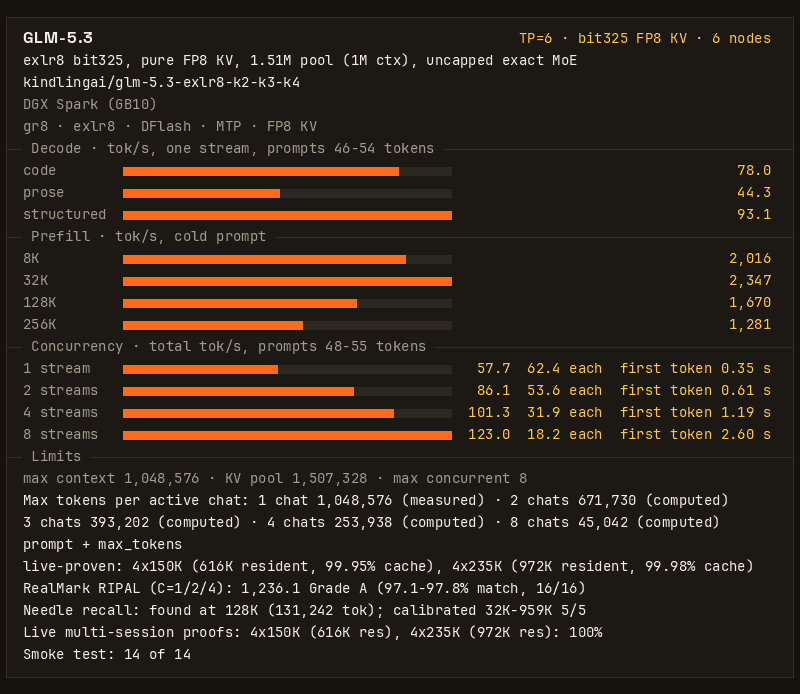 GLM-5.3 TP=6 · bit325 FP8 KV · 6 nodes
exlr8 bit325, pure FP8 KV, 1.51M pool (1M ctx), uncapped exact MoE
kindlingai/glm-5.3-exlr8-k2-k3-k4
DGX Spark (GB10)
gr8 · exlr8 · DFlash · MTP · FP8 KV
Decode · tok/s, one stream, prompts 46-54 tokens
code 78.0
prose 44.3
structured 93.1
Prefill · tok/s, cold prompt
8K 2,016
32K 2,347
128K 1,670
256K 1,281
Concurrency · total tok/s, prompts 48-55 tokens
1 stream 57.7 62.4 each first token 0.35 s
2 streams 86.1 53.6 each first token 0.61 s
4 streams 101.3 31.9 each first token 1.19 s
8 streams 123.0 18.2 each first token 2.60 s
Limits
max context 1,048,576 · KV pool 1,507,328 · max concurrent 8
Max tokens per active chat: 1 chat 1,048,576 (measured) · 2 chats 671,730 (computed)
3 chats 393,202 (computed) · 4 chats 253,938 (computed) · 8 chats 45,042 (computed)
prompt + max_tokens
live-proven: 4x150K (616K resident, 99.95% cache), 4x235K (972K resident, 99.98% cache)
RealMark RIPAL (C=1/2/4): 1,236.1 Grade A (97.1-97.8% match, 16/16)
Needle recall: found at 128K (131,242 tok); calibrated 32K-959K 5/5
Live multi-session proofs: 4x150K (616K res), 4x235K (972K res): 100%
Smoke test: 14 of 14